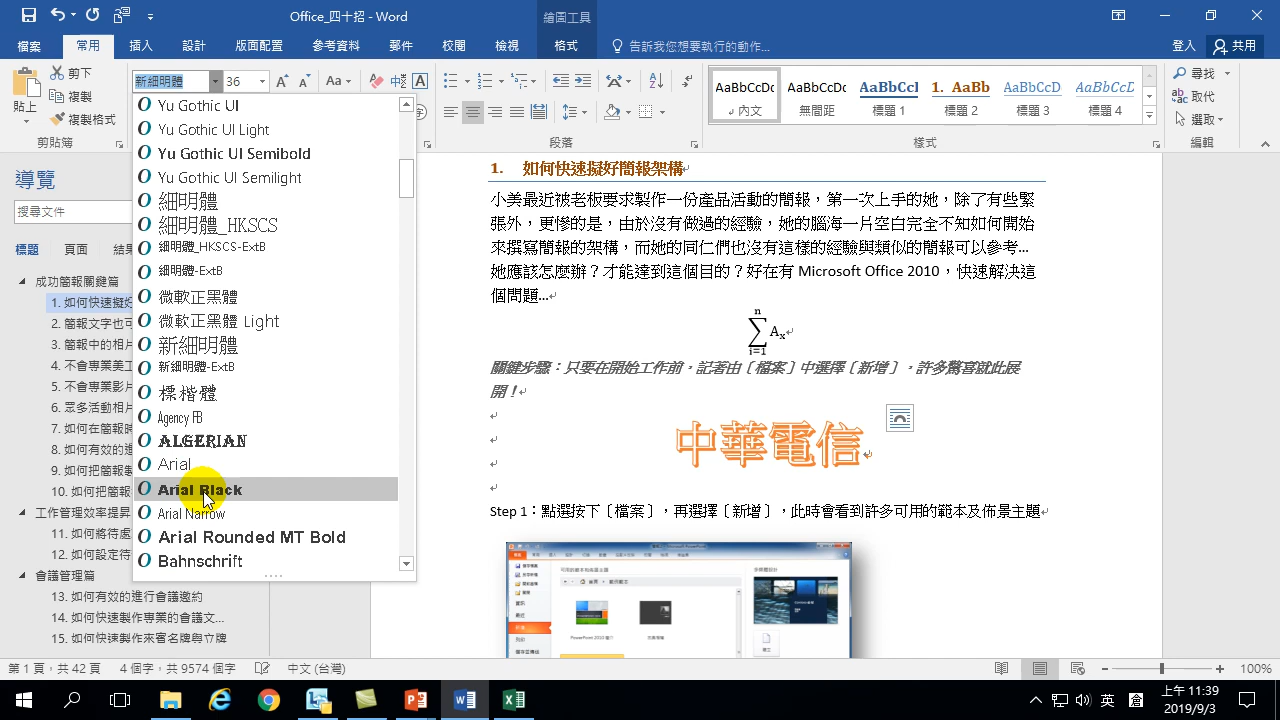 Office_四十招 - Word
繪圖工具
檔案 常用 插入 設計 版面配置 參考資料 郵件 校閱 檢視 格式 告訴我您想要執行的動作...
登入 共用
剪下
複製
複製格式
貼上
剪貼簿
新細明體 36
Aa
段落
AaBbCcDc 內文
AaBbCcDc 無間距
AaBbCcI 標題 1
1. AaBb 標題 2
AaBbCcD 標題 3
AaBbCcD 標題 4
樣式
尋找
取代
選取
編輯
導覽
搜尋文件
標題 頁面 結果
成功簡報關鍵篇
1. 如何快速擬好
2. 簡報文字也可
3. 簡報中的相片
4. 不會專業美工
5. 不會專業影片
6. 眾多活動相片
7. 如何在簡報時
8. 如何將做的
9. 如何把簡報
10. 如何把簡報
工作管理效率提昇
11. 如何將待處
12. 如何設定
會議管理篇
14. 如何快速製作專業的會議文...
15. 如何快速製作來賓名牌與立牌
Yu Gothic UI
Yu Gothic UI Light
Yu Gothic UI Semibold
Yu Gothic UI Semilight
細明體
細明體_HKSCS
細明體_HKSCS-ExtB
細明體-ExtB
微軟正黑體
微軟正黑體 Light
新細明體
新細明體-ExtB
標楷體
Agency FB
ALGERIAN
Arial
Arial Black
Arial Narrow
Arial Rounded MT Bold
Bahnschrift
1. 如何快速擬好簡報架構
小美最近被老板要求製作一份產品活動的簡報，第一次上手的她，除了有些緊
張外，更慘的是，由於沒有做過的經驗，她的腦海一片空白完全不知如何開始
來撰寫簡報的架構，而她的同仁們也沒有這樣的經驗與類似的簡報可以參考…
她應該怎麼辦？才能達到這個目的？好在有 Microsoft Office 2010，快速解決這
個問題…
n
∑ Aₓ
i=1
關鍵步驟：只要在開始工作前，記著由〔檔案〕中選擇〔新增〕，許多驚喜就此展
開！
中華電信
Step 1：點選按下〔檔案〕，再選擇〔新增〕，此時會看到許多可用的範本及佈景主題
第 1 頁，共 42 頁 4 個字，共 9574 個字 中文 (台灣)
100%
英
上午 11:33
2019/9/3